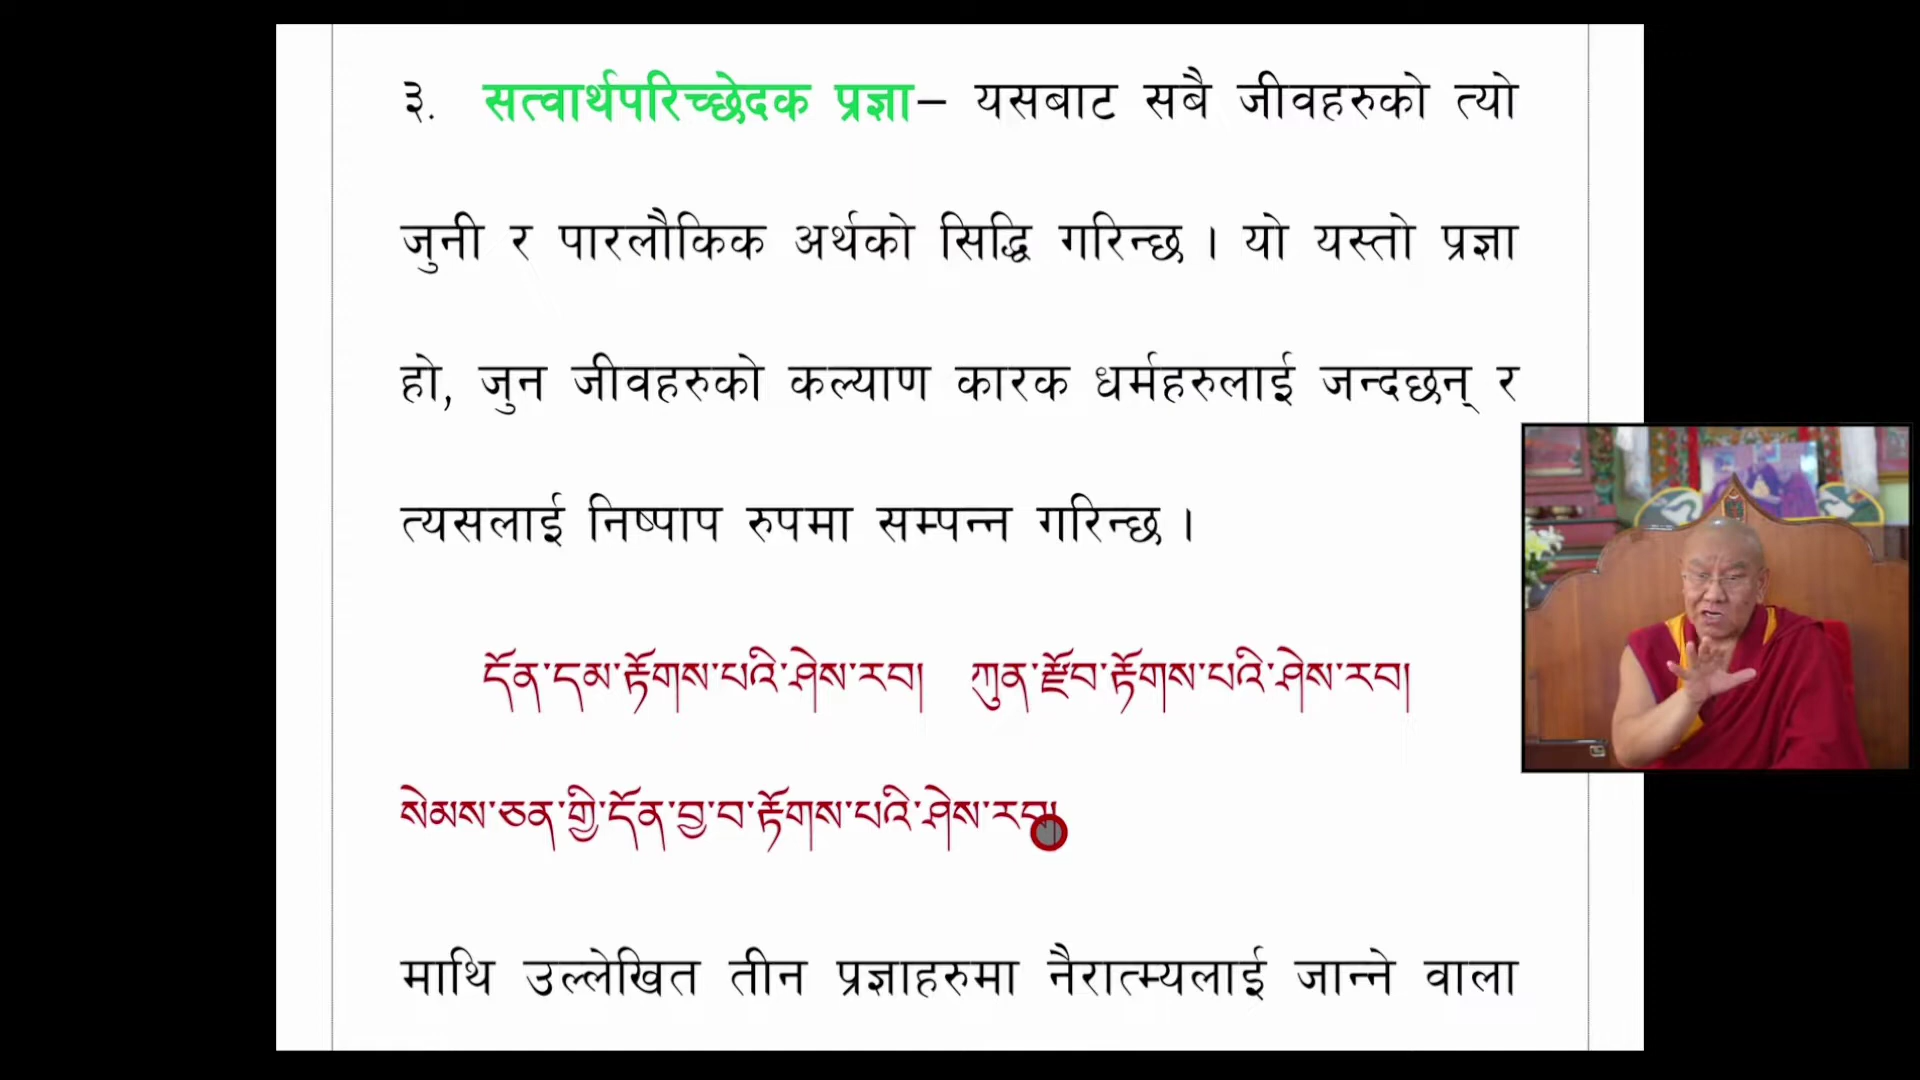 ३. सत्वार्थपरिच्छेदक प्रज्ञा– यसबाट सबै जीवहरुको त्यो
जुनी र पारलौकिक अर्थको सिद्धि गरिन्छ । यो यस्तो प्रज्ञा
हो, जुन जीवहरुको कल्याण कारक धर्महरुलाई जन्दछन् र
त्यसलाई निष्पाप रुपमा सम्पन्न गरिन्छ ।
དོན་དམ་རྟོགས་པའི་ཤེས་རབ། ཀུན་རྫོབ་རྟོགས་པའི་ཤེས་རབ།
སེམས་ཅན་གྱི་དོན་བྱ་བ་རྟོགས་པའི་ཤེས་རབ།
माथि उल्लेखित तीन प्रज्ञाहरुमा नैरात्म्यलाई जान्ने वाला